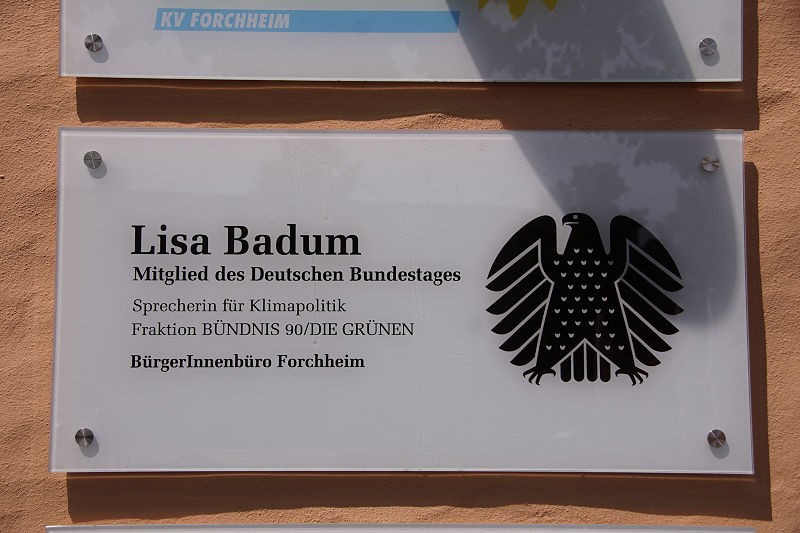 KV FORCHHEIM
Lisa Badum
Mitglied des Deutschen Bundestages
Sprecherin für Klimapolitik
Fraktion BÜNDNIS 90/DIE GRÜNEN
BürgerInnenbüro Forchheim